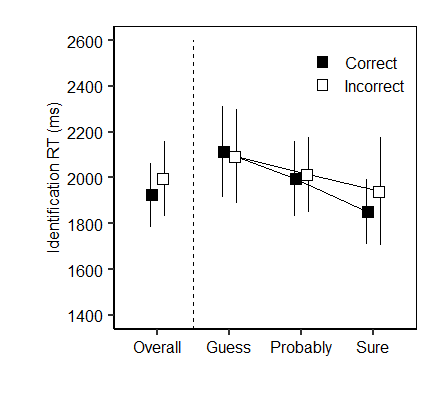 2600
2400
2200
2000
1800
1600
1400
Identification RT (ms)
Correct
Incorrect
Overall
Guess
Probably
Sure